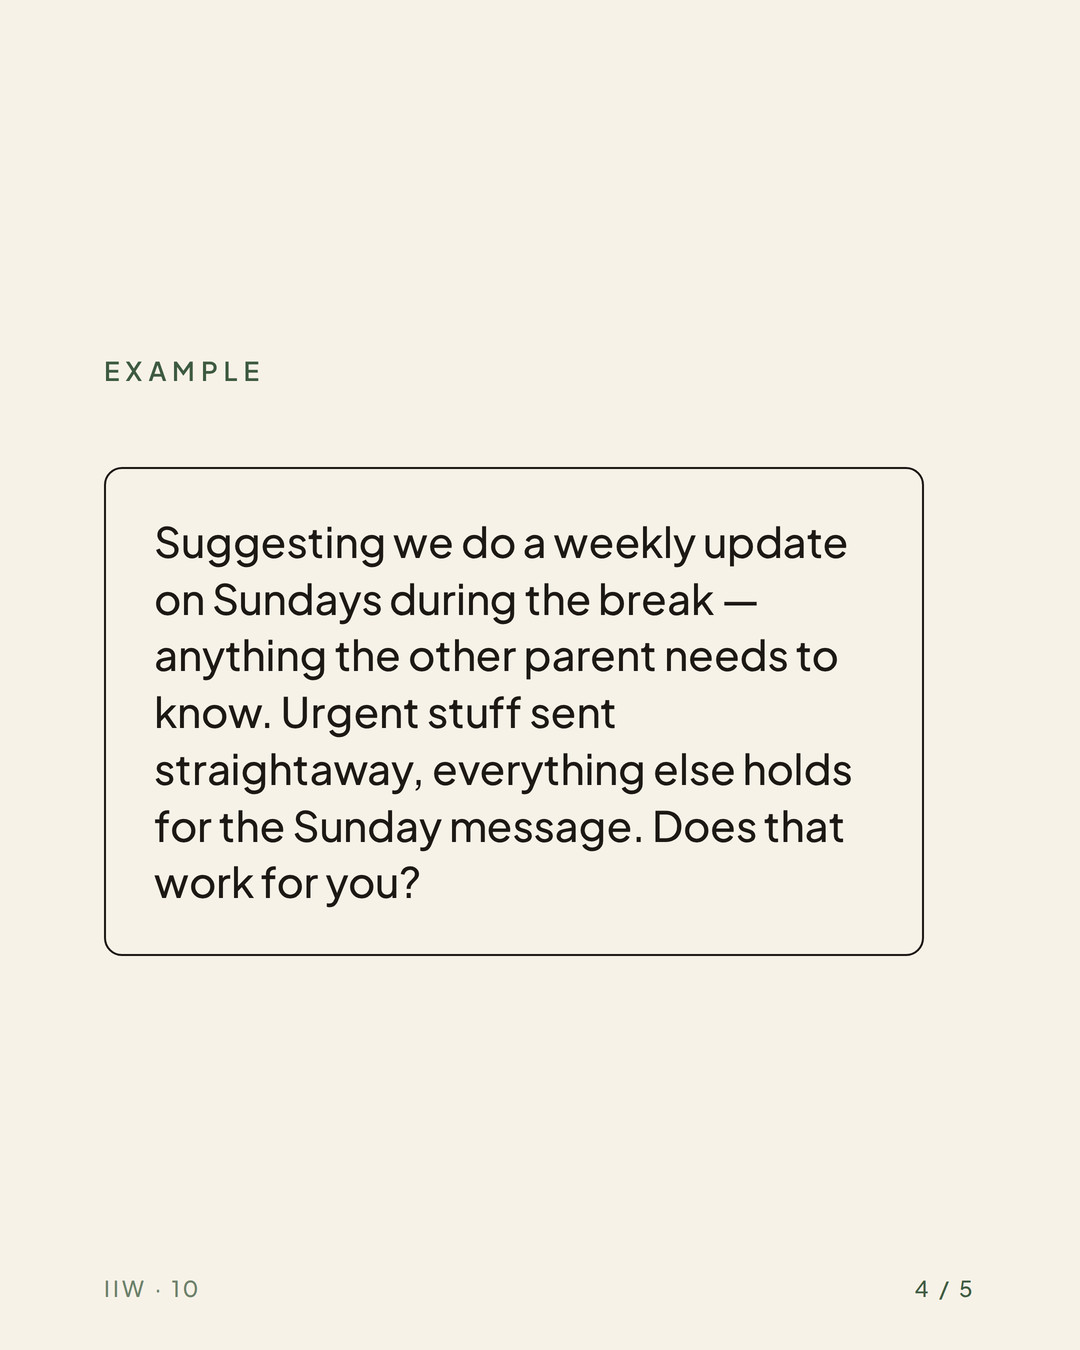 EXAMPLE
Suggesting we do a weekly update
on Sundays during the break —
anything the other parent needs to
know. Urgent stuff sent
straightaway, everything else holds
for the Sunday message. Does that
work for you?
IIW · 10
4 / 5